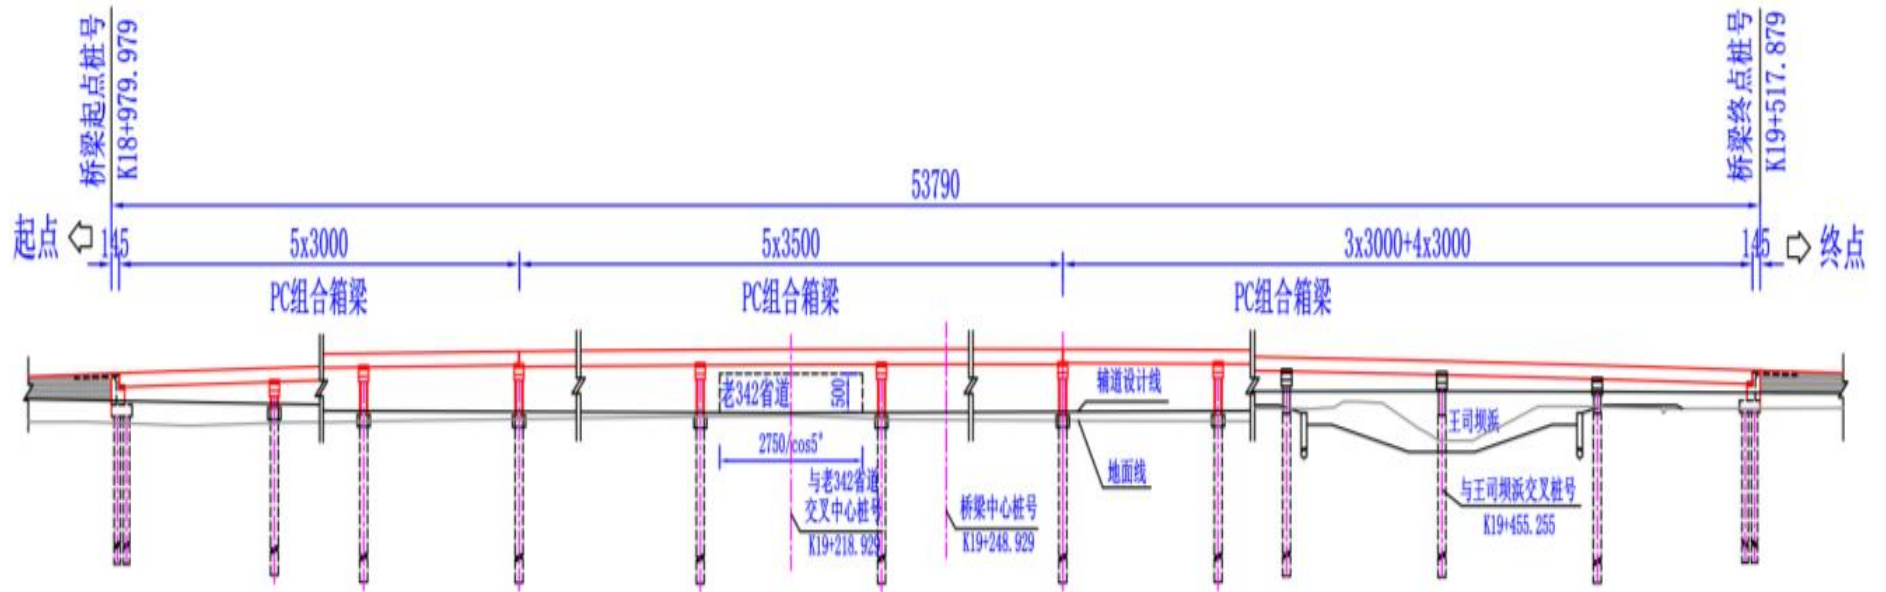 桥梁起点桩号
K18+979.979
桥梁终点桩号
K19+517.879
53790
起点
145
5x3000
5x3500
3x3000+4x3000
145
终点
PC组合箱梁
PC组合箱梁
PC组合箱梁
老342省道
500
辅道设计线
王司坝浜
2750/cos5°
地面线
与老342省道
交叉中心桩号
K19+218.929
桥梁中心桩号
K19+248.929
与王司坝浜交叉桩号
K19+455.255